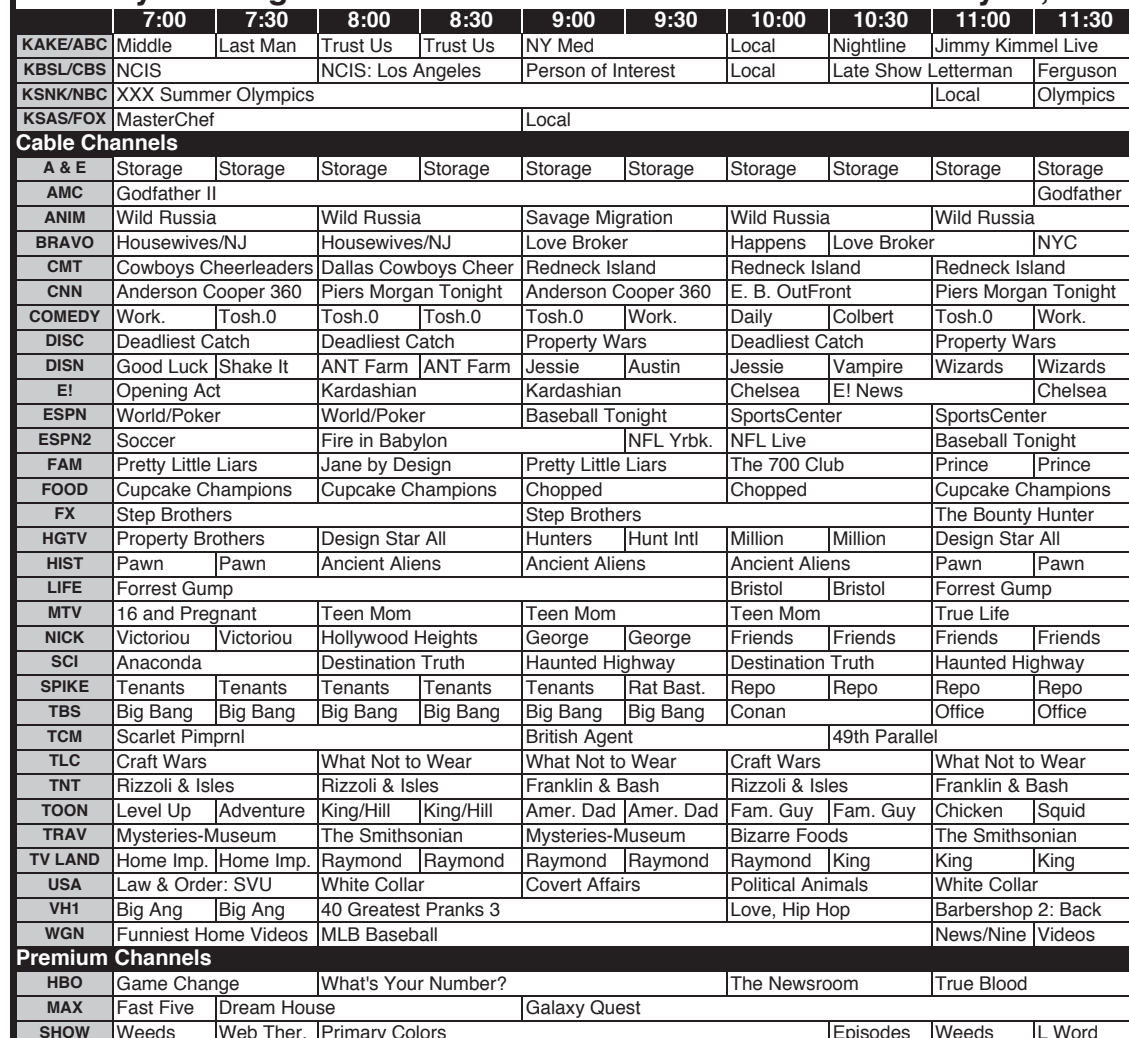 7:00 7:30 8:00 8:30 9:00 9:30 10:00 10:30 11:00 11:30
KAKE/ABC Middle Last Man Trust Us Trust Us NY Med Local Nightline Jimmy Kimmel Live
KBSL/CBS NCIS NCIS: Los Angeles Person of Interest Local Late Show Letterman Ferguson
KSNK/NBC XXX Summer Olympics Local Olympics
KSAS/FOX MasterChef Local
Cable Channels
A & E Storage Storage Storage Storage Storage Storage Storage Storage Storage Storage
AMC Godfather II Godfather
ANIM Wild Russia Wild Russia Savage Migration Wild Russia Wild Russia
BRAVO Housewives/NJ Housewives/NJ Love Broker Happens Love Broker NYC
CMT Cowboys Cheerleaders Dallas Cowboys Cheer Redneck Island Redneck Island Redneck Island
CNN Anderson Cooper 360 Piers Morgan Tonight Anderson Cooper 360 E. B. OutFront Piers Morgan Tonight
COMEDY Work. Tosh.0 Tosh.0 Tosh.0 Tosh.0 Work. Daily Colbert Tosh.0 Work.
DISC Deadliest Catch Deadliest Catch Property Wars Deadliest Catch Property Wars
DISN Good Luck Shake It ANT Farm ANT Farm Jessie Austin Jessie Vampire Wizards Wizards
E! Opening Act Kardashian Kardashian Chelsea E! News Chelsea
ESPN World/Poker World/Poker Baseball Tonight SportsCenter SportsCenter
ESPN2 Soccer Fire in Babylon NFL Yrbk. NFL Live Baseball Tonight
FAM Pretty Little Liars Jane by Design Pretty Little Liars The 700 Club Prince Prince
FOOD Cupcake Champions Cupcake Champions Chopped Chopped Cupcake Champions
FX Step Brothers Step Brothers The Bounty Hunter
HGTV Property Brothers Design Star All Hunters Hunt Intl Million Million Design Star All
HIST Pawn Pawn Ancient Aliens Ancient Aliens Ancient Aliens Pawn Pawn
LIFE Forrest Gump Bristol Bristol Forrest Gump
MTV 16 and Pregnant Teen Mom Teen Mom Teen Mom True Life
NICK Victoriou Victoriou Hollywood Heights George George Friends Friends Friends Friends
SCI Anaconda Destination Truth Haunted Highway Destination Truth Haunted Highway
SPIKE Tenants Tenants Tenants Tenants Tenants Rat Bast. Repo Repo Repo Repo
TBS Big Bang Big Bang Big Bang Big Bang Big Bang Big Bang Conan Office Office
TCM Scarlet Pimprnl British Agent 49th Parallel
TLC Craft Wars What Not to Wear What Not to Wear Craft Wars What Not to Wear
TNT Rizzoli & Isles Rizzoli & Isles Franklin & Bash Rizzoli & Isles Franklin & Bash
TOON Level Up Adventure King/Hill King/Hill Amer. Dad Amer. Dad Fam. Guy Fam. Guy Chicken Squid
TRAV Mysteries-Museum The Smithsonian Mysteries-Museum Bizarre Foods The Smithsonian
TV LAND Home Imp. Home Imp. Raymond Raymond Raymond Raymond Raymond King King King
USA Law & Order: SVU White Collar Covert Affairs Political Animals White Collar
VH1 Big Ang Big Ang 40 Greatest Pranks 3 Love, Hip Hop Barbershop 2: Back
WGN Funniest Home Videos MLB Baseball News/Nine Videos
Premium Channels
HBO Game Change What's Your Number? The Newsroom True Blood
MAX Fast Five Dream House Galaxy Quest
SHOW Weeds Web Ther. Primary Colors Episodes Weeds L Word